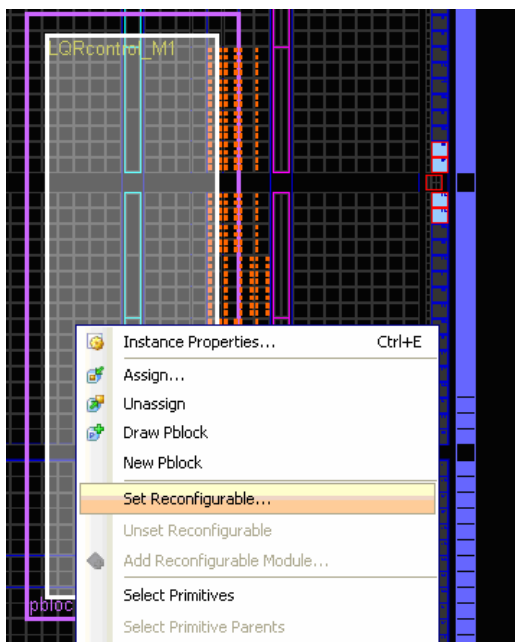 LQRcontrol_M1
Instance Properties... Ctrl+E
Assign...
Unassign
Draw Pblock
New Pblock
Set Reconfigurable...
Unset Reconfigurable
Add Reconfigurable Module...
pbloc
Select Primitives
Select Primitive Parents